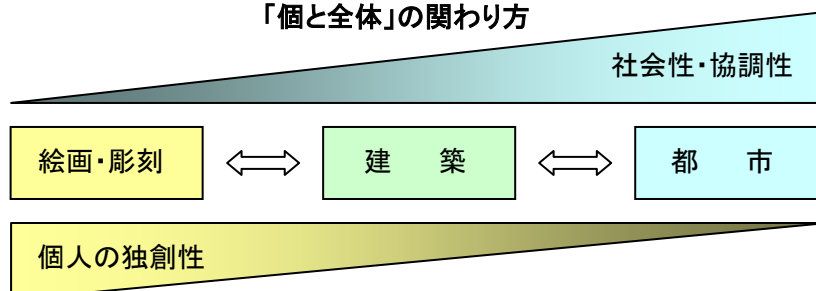 「個と全体」の関わり方
社会性・協調性
絵画・彫刻
建　築
都　市
個人の独創性